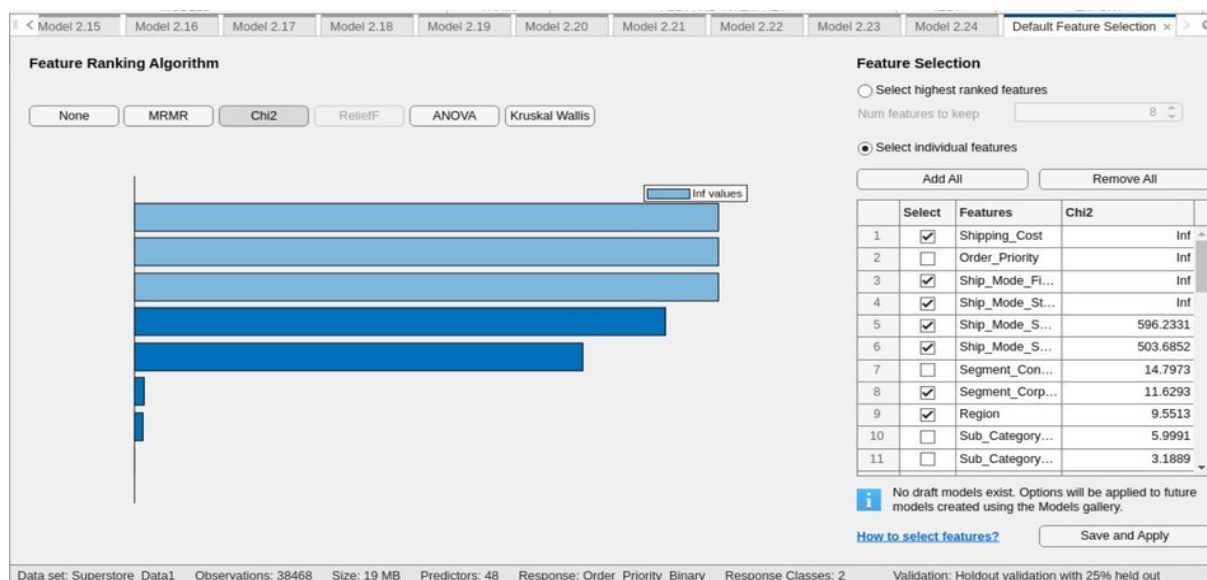 Model 2.15 Model 2.16 Model 2.17 Model 2.18 Model 2.19 Model 2.20 Model 2.21 Model 2.22 Model 2.23 Model 2.24 Default Feature Selection ×
Feature Ranking Algorithm
None MRMR Chi2 ReliefF ANOVA Kruskal Wallis
Inf values
Feature Selection
Select highest ranked features
Num features to keep 8
Select individual features
Add All Remove All
Select Features Chi2
1 Shipping_Cost Inf
2 Order_Priority Inf
3 Ship_Mode_Fi... Inf
4 Ship_Mode_St... Inf
5 Ship_Mode_S... 596.2331
6 Ship_Mode_S... 503.6852
7 Segment_Con... 14.7973
8 Segment_Corp... 11.6293
9 Region 9.5513
10 Sub_Category... 5.9991
11 Sub_Category... 3.1889
No draft models exist. Options will be applied to future
models created using the Models gallery.
How to select features? Save and Apply
Data set: Superstore_Data1 Observations: 38468 Size: 19 MB Predictors: 48 Response: Order_Priority_Binary Response Classes: 2 Validation: Holdout validation with 25% held out